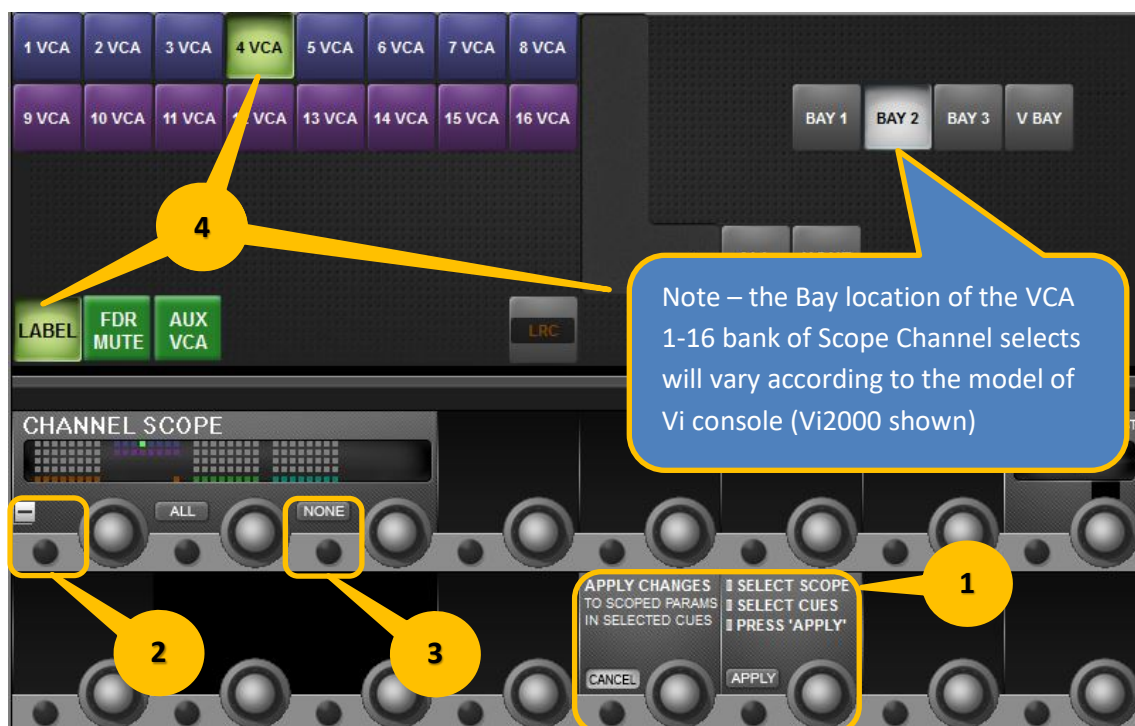 1 VCA 2 VCA 3 VCA 4 VCA 5 VCA 6 VCA 7 VCA 8 VCA
9 VCA 10 VCA 11 VCA VCA 13 VCA 14 VCA 15 VCA 16 VCA
BAY 1 BAY 2 BAY 3 V BAY
4
LABEL
FDR
MUTE
AUX
VCA
LRC
Note – the Bay location of the VCA
1-16 bank of Scope Channel selects
will vary according to the model of
Vi console (Vi2000 shown)
CHANNEL SCOPE
ALL
NONE
APPLY CHANGES
TO SCOPED PARAMS
IN SELECTED CUES
CANCEL
SELECT SCOPE
SELECT CUES
PRESS 'APPLY'
APPLY
1
2
3